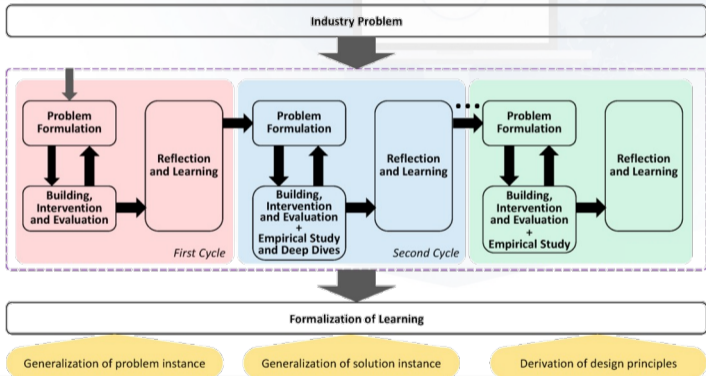 Industry Problem
Problem
Formulation
Building,
Intervention
and Evaluation
Reflection
and Learning
First Cycle
Problem
Formulation
Building,
Intervention
and Evaluation
+
Empirical Study
and Deep Dives
Reflection
and Learning
Second Cycle
...
Problem
Formulation
Building,
Intervention
and Evaluation
+
Empirical Study
Reflection
and Learning
Formalization of Learning
Generalization of problem instance
Generalization of solution instance
Derivation of design principles